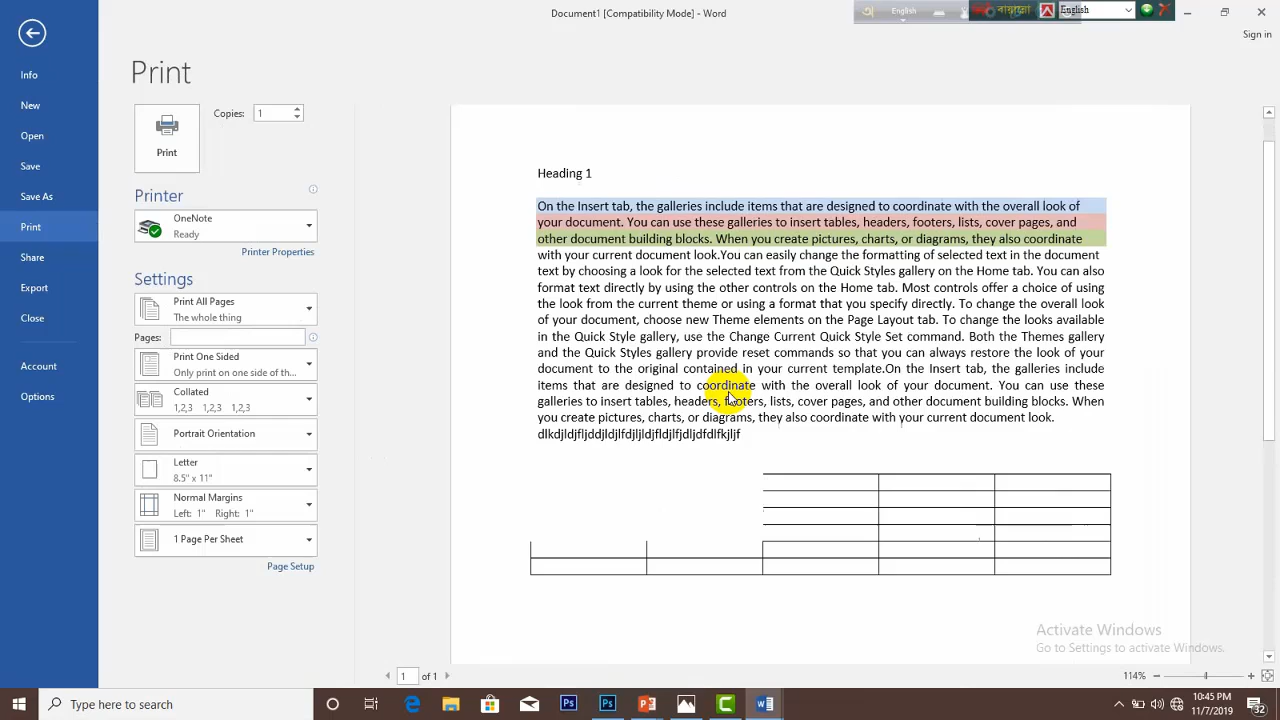 Document1 [Compatibility Mode] - Word
English
English
Sign in
Info
New
Open
Save
Save As
Print
Share
Export
Close
Account
Options
Print
Print
Copies: 1
Printer
OneNote
Ready
Printer Properties
Settings
Print All Pages
The whole thing
Pages:
Print One Sided
Only print on one side of th...
Collated
1,2,3 1,2,3 1,2,3
Portrait Orientation
Letter
8.5" x 11"
Normal Margins
Left: 1" Right: 1"
1 Page Per Sheet
Page Setup
Heading 1
On the Insert tab, the galleries include items that are designed to coordinate with the overall look of
your document. You can use these galleries to insert tables, headers, footers, lists, cover pages, and
other document building blocks. When you create pictures, charts, or diagrams, they also coordinate
with your current document look.You can easily change the formatting of selected text in the document
text by choosing a look for the selected text from the Quick Styles gallery on the Home tab. You can also
format text directly by using the other controls on the Home tab. Most controls offer a choice of using
the look from the current theme or using a format that you specify directly. To change the overall look
of your document, choose new Theme elements on the Page Layout tab. To change the looks available
in the Quick Style gallery, use the Change Current Quick Style Set command. Both the Themes gallery
and the Quick Styles gallery provide reset commands so that you can always restore the look of your
document to the original contained in your current template.On the Insert tab, the galleries include
items that are designed to coordinate with the overall look of your document. You can use these
galleries to insert tables, headers, footers, lists, cover pages, and other document building blocks. When
you create pictures, charts, or diagrams, they also coordinate with your current document look.
dlkdjldjfljddjldjlfdjljldjfldjlfjdljdfdlfkjljf
Activate Windows
Go to Settings to activate Windows.
1 of 1
114%
Type here to search
10:45 PM
11/7/2019
32